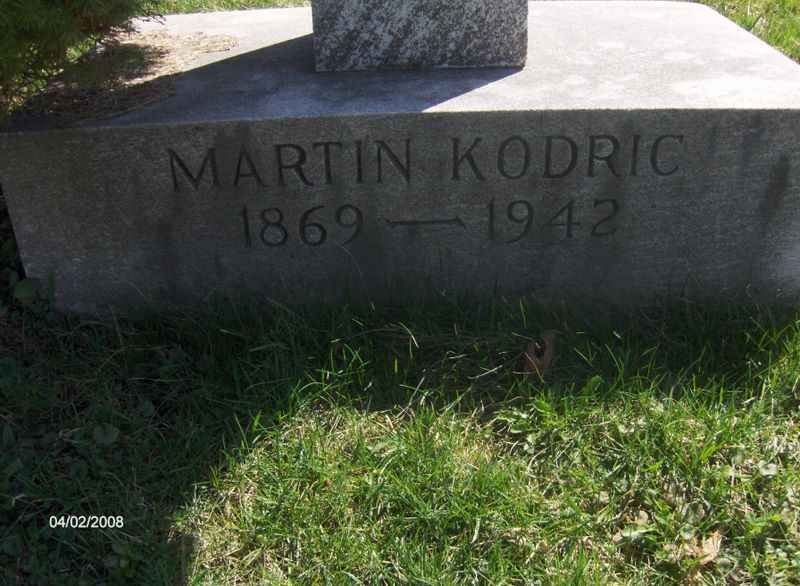 MARTIN KODRIC
1869 — 1942
04/02/2008